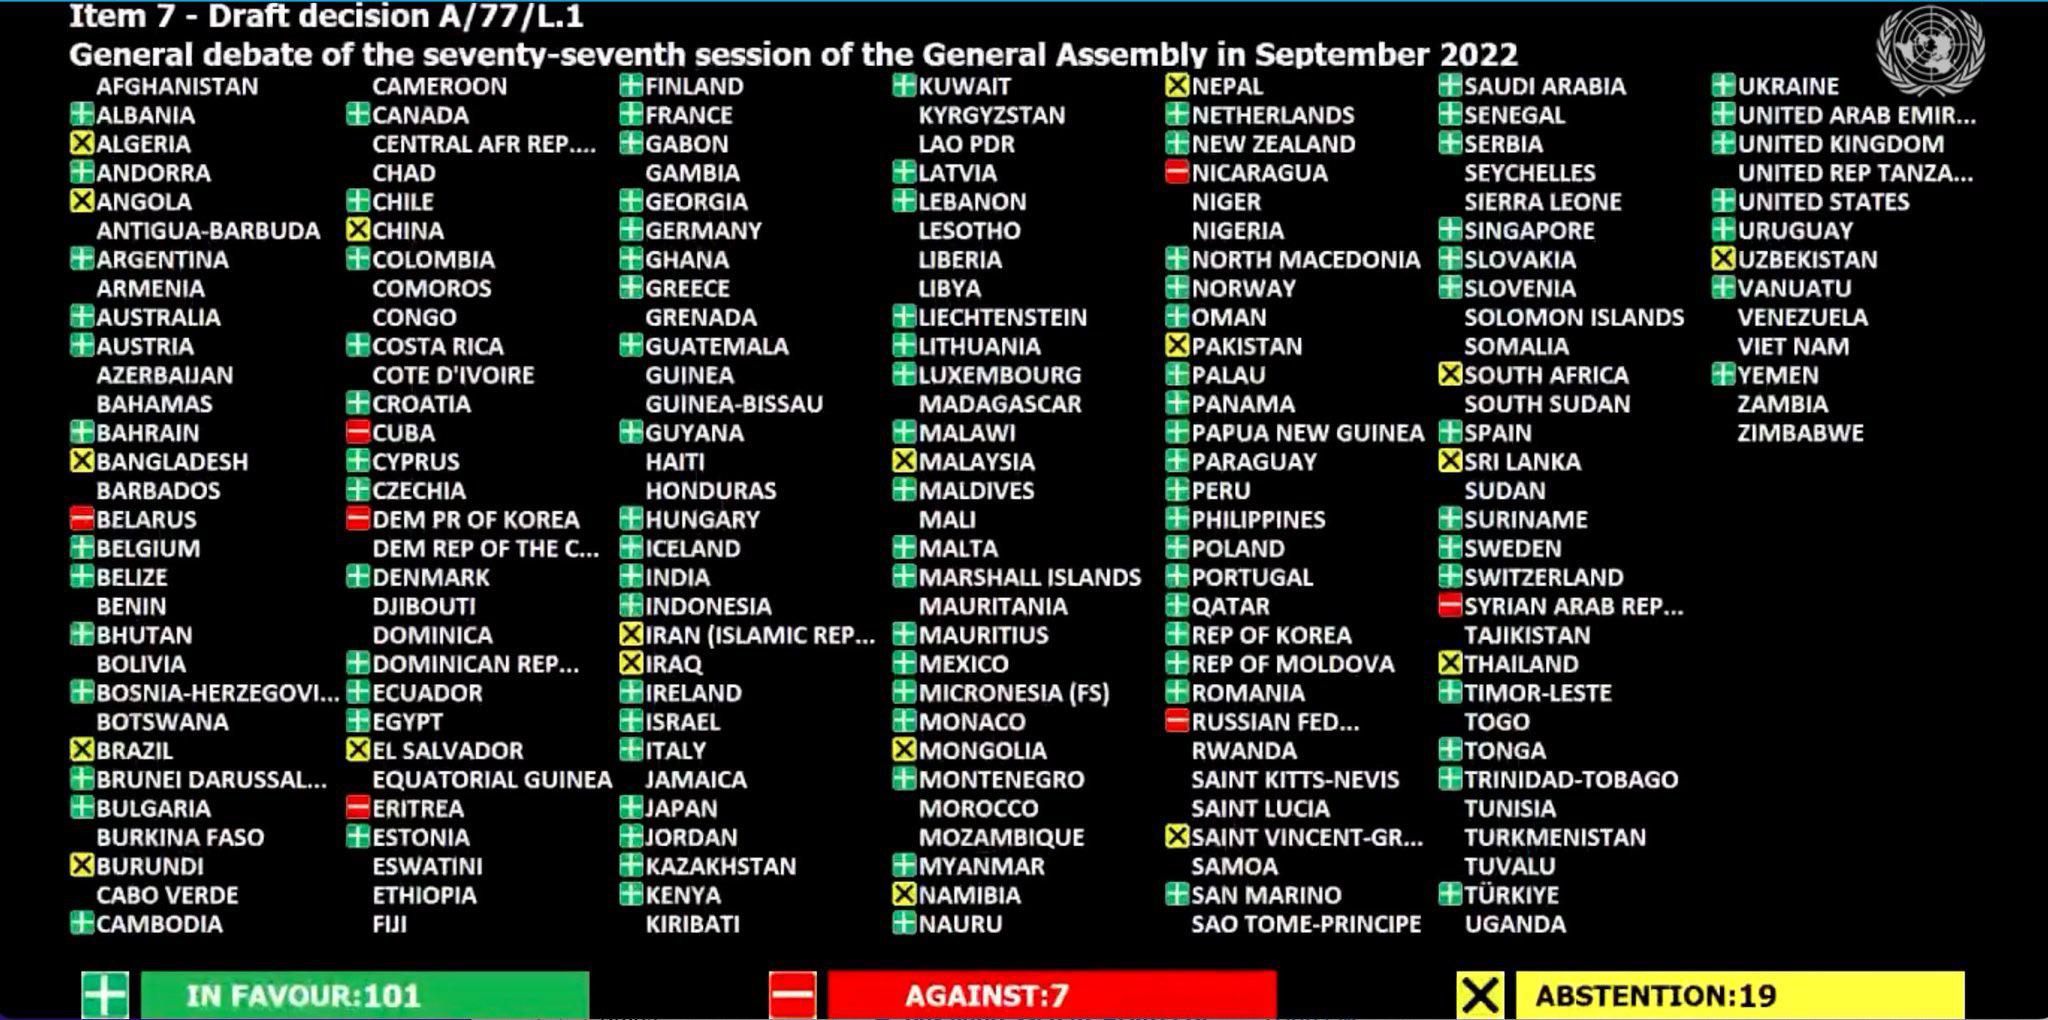 Item 7 - Draft decision A/77/L.1
General debate of the seventy-seventh session of the General Assembly in September 2022
AFGHANISTAN
ALBANIA
ALGERIA
ANDORRA
ANGOLA
ANTIGUA-BARBUDA
ARGENTINA
ARMENIA
AUSTRALIA
AUSTRIA
AZERBAIJAN
BAHAMAS
BAHRAIN
BANGLADESH
BARBADOS
BELARUS
BELGIUM
BELIZE
BENIN
BHUTAN
BOLIVIA
BOSNIA-HERZEGOVI...
BOTSWANA
BRAZIL
BRUNEI DARUSSAL...
BULGARIA
BURKINA FASO
BURUNDI
CABO VERDE
CAMBODIA
CAMEROON
CANADA
CENTRAL AFR REP....
CHAD
CHILE
CHINA
COLOMBIA
COMOROS
CONGO
COSTA RICA
COTE D'IVOIRE
CROATIA
CUBA
CYPRUS
CZECHIA
DEM PR OF KOREA
DEM REP OF THE C...
DENMARK
DJIBOUTI
DOMINICA
DOMINICAN REP...
ECUADOR
EGYPT
EL SALVADOR
EQUATORIAL GUINEA
ERITREA
ESTONIA
ESWATINI
ETHIOPIA
FIJI
FINLAND
FRANCE
GABON
GAMBIA
GEORGIA
GERMANY
GHANA
GREECE
GRENADA
GUATEMALA
GUINEA
GUINEA-BISSAU
GUYANA
HAITI
HONDURAS
HUNGARY
ICELAND
INDIA
INDONESIA
IRAN (ISLAMIC REP...
IRAQ
IRELAND
ISRAEL
ITALY
JAMAICA
JAPAN
JORDAN
KAZAKHSTAN
KENYA
KIRIBATI
KUWAIT
KYRGYZSTAN
LAO PDR
LATVIA
LEBANON
LESOTHO
LIBERIA
LIBYA
LIECHTENSTEIN
LITHUANIA
LUXEMBOURG
MADAGASCAR
MALAWI
MALAYSIA
MALDIVES
MALI
MALTA
MARSHALL ISLANDS
MAURITANIA
MAURITIUS
MEXICO
MICRONESIA (FS)
MONACO
MONGOLIA
MONTENEGRO
MOROCCO
MOZAMBIQUE
MYANMAR
NAMIBIA
NAURU
NEPAL
NETHERLANDS
NEW ZEALAND
NICARAGUA
NIGER
NIGERIA
NORTH MACEDONIA
NORWAY
OMAN
PAKISTAN
PALAU
PANAMA
PAPUA NEW GUINEA
PARAGUAY
PERU
PHILIPPINES
POLAND
PORTUGAL
QATAR
REP OF KOREA
REP OF MOLDOVA
ROMANIA
RUSSIAN FED...
RWANDA
SAINT KITTS-NEVIS
SAINT LUCIA
SAINT VINCENT-GR...
SAMOA
SAN MARINO
SAO TOME-PRINCIPE
SAUDI ARABIA
SENEGAL
SERBIA
SEYCHELLES
SIERRA LEONE
SINGAPORE
SLOVAKIA
SLOVENIA
SOLOMON ISLANDS
SOMALIA
SOUTH AFRICA
SOUTH SUDAN
SPAIN
SRI LANKA
SUDAN
SURINAME
SWEDEN
SWITZERLAND
SYRIAN ARAB REP...
TAJIKISTAN
THAILAND
TIMOR-LESTE
TOGO
TONGA
TRINIDAD-TOBAGO
TUNISIA
TURKMENISTAN
TUVALU
TÜRKIYE
UGANDA
UKRAINE
UNITED ARAB EMIR...
UNITED KINGDOM
UNITED REP TANZA...
UNITED STATES
URUGUAY
UZBEKISTAN
VANUATU
VENEZUELA
VIET NAM
YEMEN
ZAMBIA
ZIMBABWE
IN FAVOUR:101
AGAINST:7
ABSTENTION:19